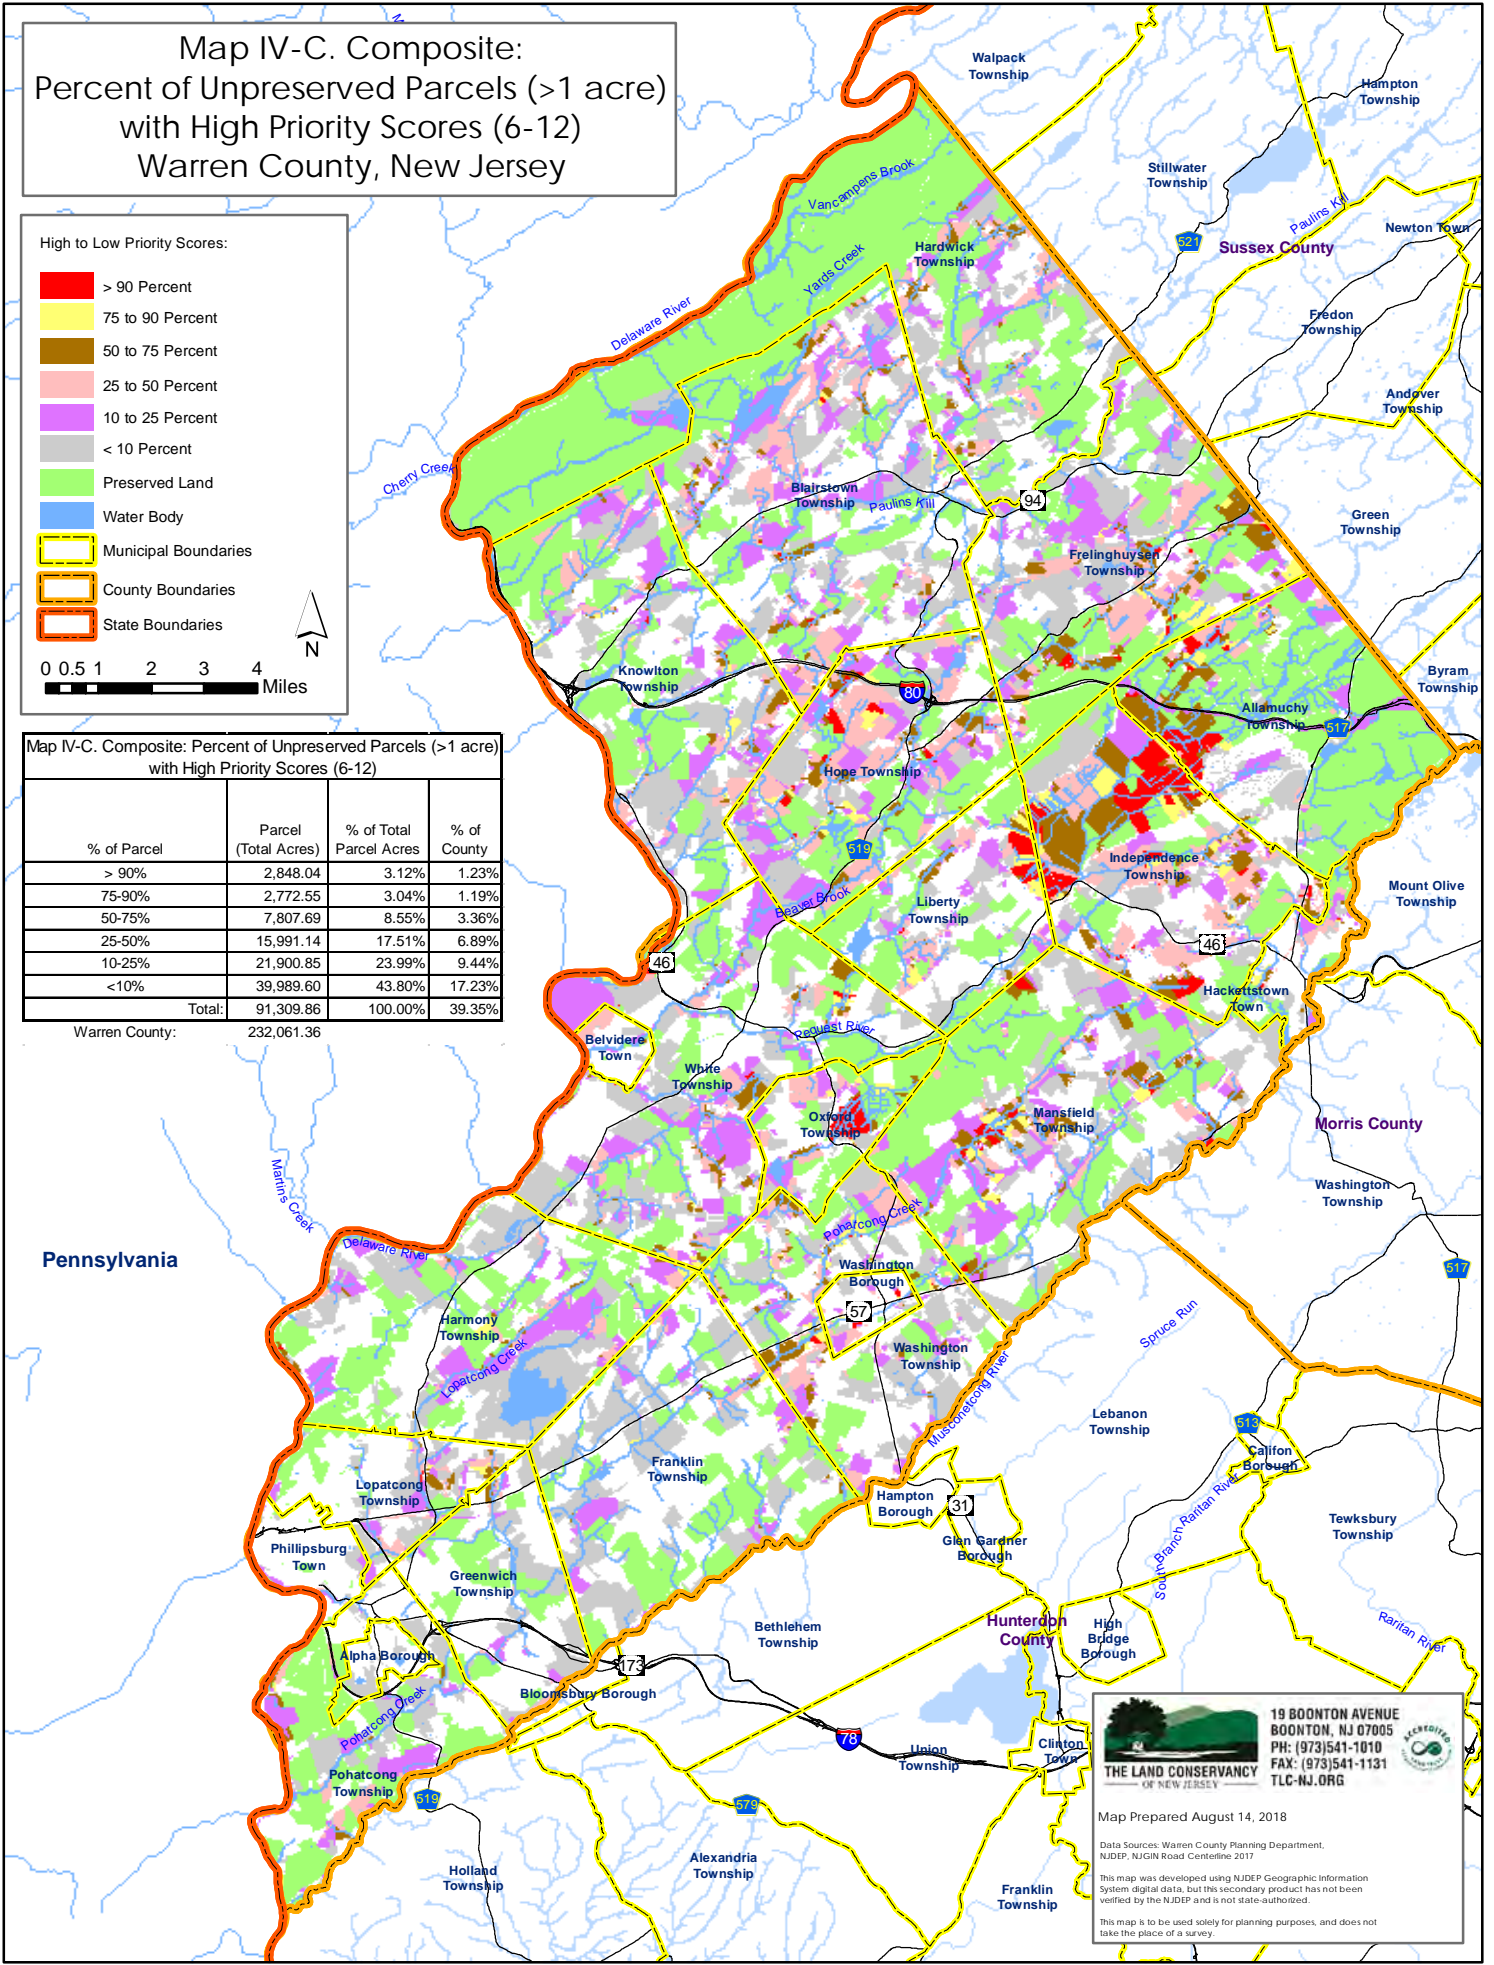 Map IV-C. Composite:
Percent of Unpreserved Parcels (>1 acre)
with High Priority Scores (6-12)
Warren County, New Jersey
High to Low Priority Scores:
> 90 Percent
75 to 90 Percent
50 to 75 Percent
25 to 50 Percent
10 to 25 Percent
< 10 Percent
Preserved Land
Water Body
Municipal Boundaries
County Boundaries
State Boundaries
N
0 0.5 1 2 3 4
Miles
Map IV-C. Composite: Percent of Unpreserved Parcels (>1 acre)
with High Priority Scores (6-12)
% of Parcel
Parcel
(Total Acres)
% of Total
Parcel Acres
% of
County
> 90% 2,848.04 3.12% 1.23%
75-90% 2,772.55 3.04% 1.19%
50-75% 7,807.69 8.55% 3.36%
25-50% 15,991.14 17.51% 6.89%
10-25% 21,900.85 23.99% 9.44%
<10% 39,989.60 43.80% 17.23%
Total: 91,309.86 100.00% 39.35%
Warren County: 232,061.36
Walpack
Township
Hampton
Township
Stillwater
Township
Vancampens Brook
Paulins Kill
Newton Town
521
Sussex County
Hardwick
Township
Yards Creek
Delaware River
Fredon
Township
Andover
Township
Cherry Creek
Blairstown
Township
Paulins Kill
94
Green
Township
Frelinghuysen
Township
Knowlton
Township
80
Byram
Township
Allamuchy
Township
517
Hope Township
519
Independence
Township
Mount Olive
Township
Beaver Brook
Liberty
Township
46
46
Hackettstown
Town
Request River
Belvidere
Town
White
Township
Oxford
Township
Mansfield
Township
Morris County
Martins Creek
Washington
Township
Pohatcong Creek
Pennsylvania
Delaware River
Washington
Borough
517
57
Harmony
Township
Spruce Run
Washington
Township
Lopatcong Creek
Musconetcong River
Lebanon
Township
513
Califon
Borough
Franklin
Township
Lopatcong
Township
Hampton
Borough
31
South Branch Raritan River
Tewksbury
Township
Glen Gardner
Borough
Phillipsburg
Town
Greenwich
Township
Raritan River
Hunterdon
County
High
Bridge
Borough
Bethlehem
Township
Alpha Borough
173
Bloomsbury Borough
Pohatcong Creek
78
Union
Township
Clinton
Town
Pohatcong
Township
519
579
Holland
Township
Alexandria
Township
Franklin
Township
THE LAND CONSERVANCY
OF NEW JERSEY
19 BOONTON AVENUE
BOONTON, NJ 07005
PH: (973)541-1010
FAX: (973)541-1131
TLC-NJ.ORG
ACCREDITED
Map Prepared August 14, 2018
Data Sources: Warren County Planning Department,
NJDEP, NJGIN Road Centerline 2017
This map was developed using NJDEP Geographic Information
System digital data, but this secondary product has not been
verified by the NJDEP and is not state-authorized.
This map is to be used solely for planning purposes, and does not
take the place of a survey.